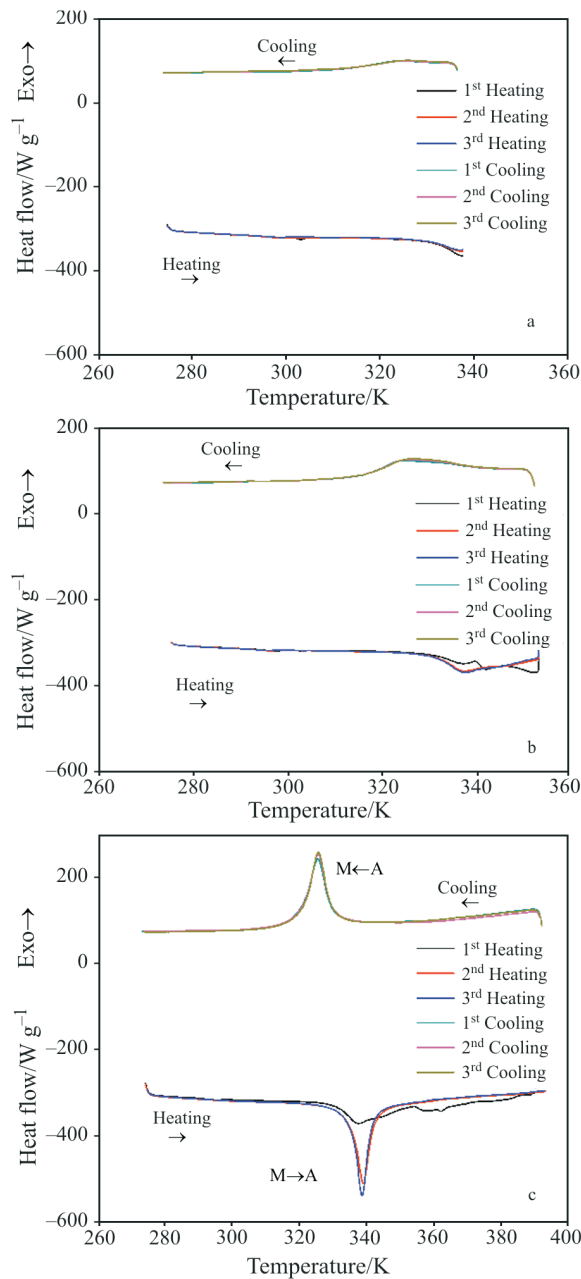 200
Cooling
←
Exo→
0
1st Heating
2nd Heating
3rd Heating
1st Cooling
2nd Cooling
3rd Cooling
−200
Heat flow/W g−1
Heating
→
−400
a
−600
260 280 300 320 340 360
Temperature/K
200
Cooling
←
Exo→
0
1st Heating
2nd Heating
3rd Heating
1st Cooling
2nd Cooling
3rd Cooling
−200
Heat flow/W g−1
Heating
→
−400
b
−600
260 280 300 320 340 360
Temperature/K
M←A
200
Cooling
←
Exo→
0
1st Heating
2nd Heating
3rd Heating
1st Cooling
2nd Cooling
3rd Cooling
−200
Heat flow/W g−1
Heating
→
−400
M→A
c
−600
260 280 300 320 340 360 380 400
Temperature/K